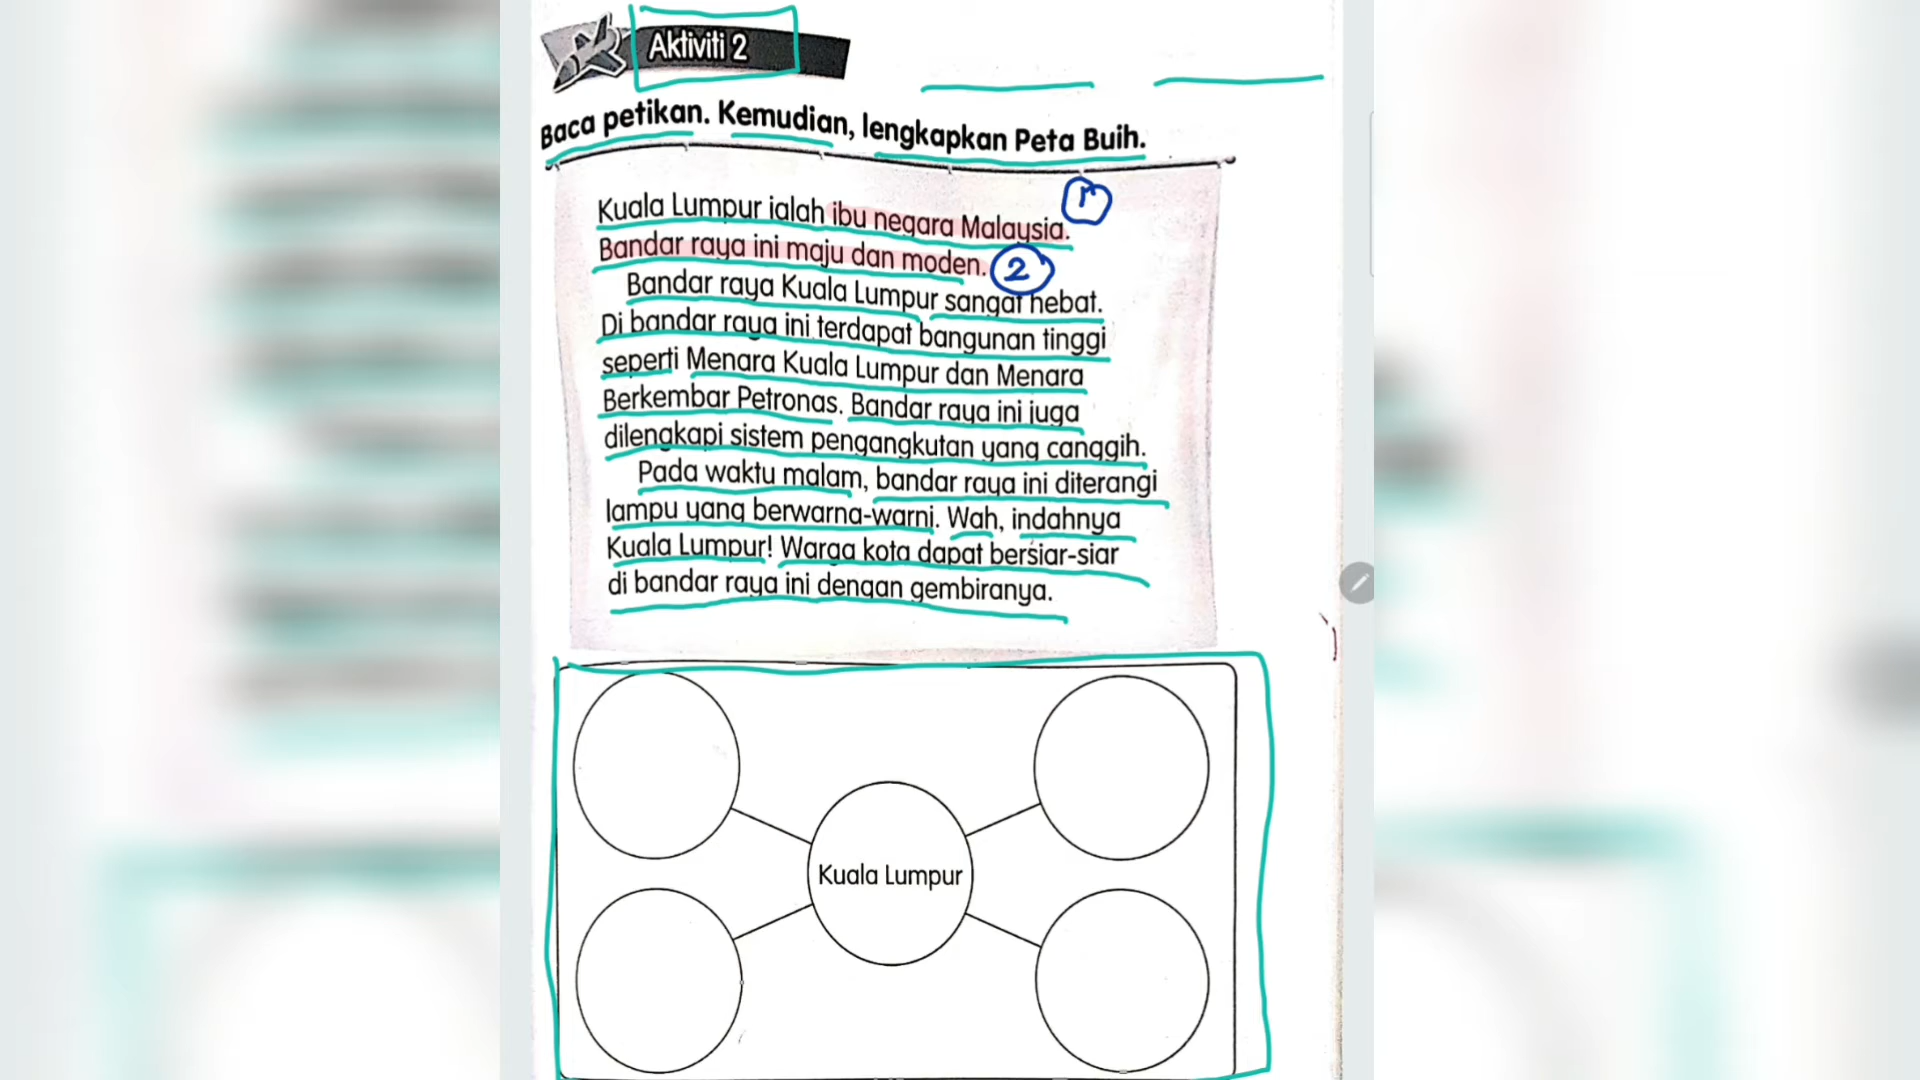 Aktiviti 2
Baca petikan. Kemudian, lengkapkan Peta Buih.
1
Kuala Lumpur ialah ibu negara Malaysia.
Bandar raya ini maju dan moden.
2
Bandar raya Kuala Lumpur sangat hebat.
Di bandar raya ini terdapat bangunan tinggi
seperti Menara Kuala Lumpur dan Menara
Berkembar Petronas. Bandar raya ini juga
dilengkapi sistem pengangkutan yang canggih.
Pada waktu malam, bandar raya ini diterangi
lampu yang berwarna-warni. Wah, indahnya
Kuala Lumpur! Warga kota dapat bersiar-siar
di bandar raya ini dengan gembiranya.
Kuala Lumpur